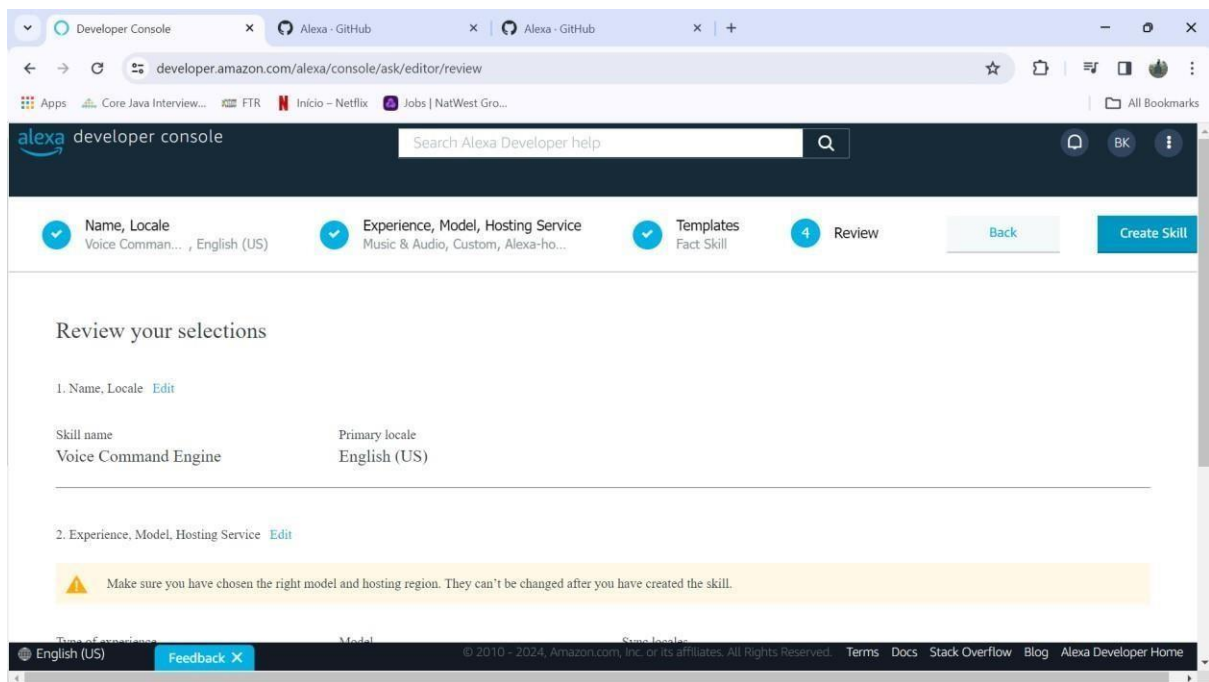 Developer Console
Alexa - GitHub
Alexa - GitHub
developer.amazon.com/alexa/console/ask/editor/review
Apps Core Java Interview... FTR Início – Netflix Jobs | NatWest Gro... All Bookmarks
alexa developer console
Search Alexa Developer help
BK
Name, Locale
Voice Comman... , English (US)
Experience, Model, Hosting Service
Music & Audio, Custom, Alexa-ho...
Templates
Fact Skill
4 Review
Back
Create Skill
Review your selections
1. Name, Locale Edit
Skill name Primary locale
Voice Command Engine English (US)
2. Experience, Model, Hosting Service Edit
Make sure you have chosen the right model and hosting region. They can’t be changed after you have created the skill.
Type of experience Model Sync locales
English (US) Feedback X © 2010 - 2024, Amazon.com, Inc. or its affiliates. All Rights Reserved. Terms Docs Stack Overflow Blog Alexa Developer Home